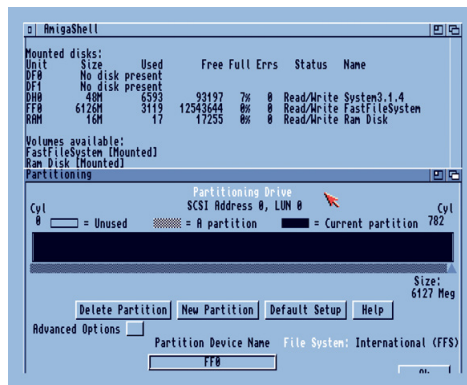 AmigaShell
Mounted disks:
Unit Size Used Free Full Errs Status Name
DF0 No disk present
DF1 No disk present
DH0 48M 6593 93197 7% 0 Read/Write System3.1.4
FF0 6126M 3119 12543644 0% 0 Read/Write FastFileSystem
RAM 16M 17 17255 0% 0 Read/Write Ram Disk
Volumes available:
FastFileSystem [Mounted]
Ram Disk [Mounted]
Partitioning
Partitioning Drive
SCSI Address 0, LUN 0
Cyl Cyl
0 = Unused = A partition = Current partition 782
Size:
6127 Meg
Delete Partition New Partition Default Setup Help
Advanced Options
Partition Device Name File System: International (FFS)
FF0